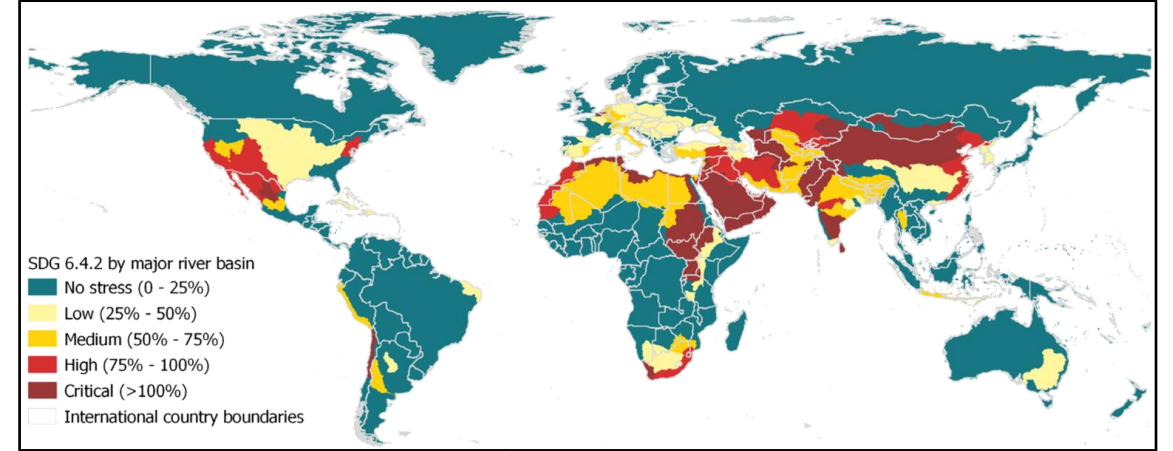 SDG 6.4.2 by major river basin
No stress (0 - 25%)
Low (25% - 50%)
Medium (50% - 75%)
High (75% - 100%)
Critical (>100%)
International country boundaries